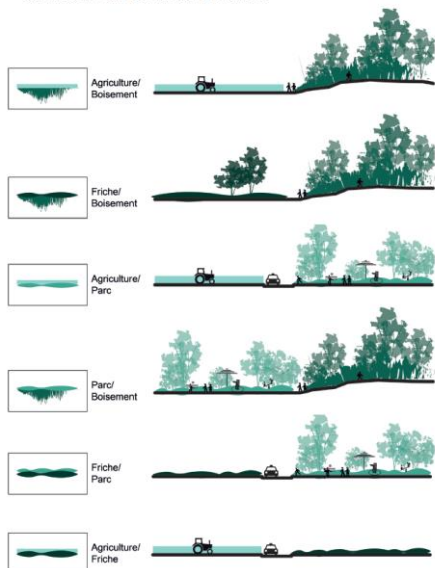 Agriculture/
Boisement
Friche/
Boisement
Agriculture/
Parc
Parc/
Boisement
Friche/
Parc
Agriculture/
Friche